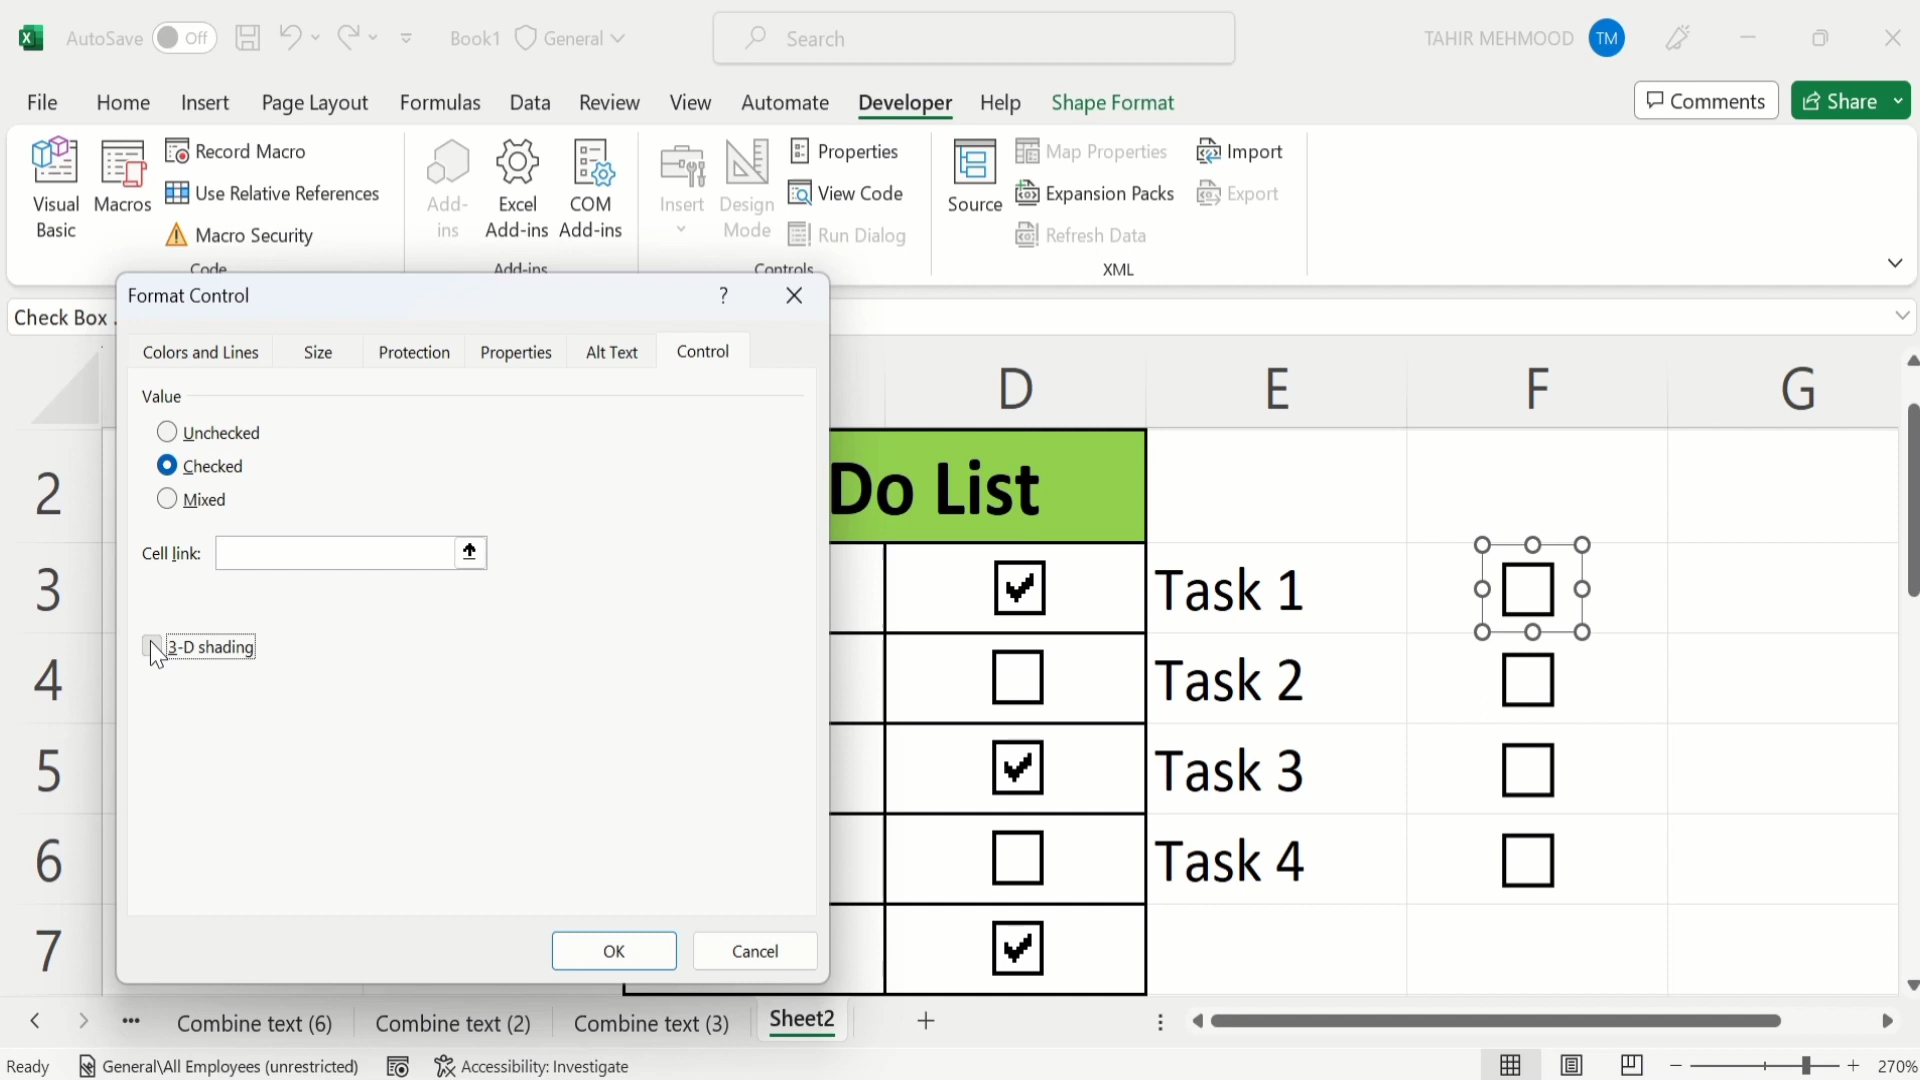 AutoSave Off Book1 General Search TAHIR MEHMOOD TM
File Home Insert Page Layout Formulas Data Review View Automate Developer Help Shape Format Comments Share
Visual Basic
Macros
Record Macro
Use Relative References
Macro Security
Code
Add-ins
Excel Add-ins
COM Add-ins
Add-ins
Insert
Design Mode
Properties
View Code
Run Dialog
Controls
Source
Map Properties
Expansion Packs
Refresh Data
Import
Export
XML
Check Box
Format Control ?
Colors and Lines Size Protection Properties Alt Text Control
Value
Unchecked
Checked
Mixed
Cell link:
3-D shading
OK Cancel
D E F G
2 Do List
3 Task 1
4 Task 2
5 Task 3
6 Task 4
7
Combine text (6) Combine text (2) Combine text (3) Sheet2
Ready General\All Employees (unrestricted) Accessibility: Investigate 270%